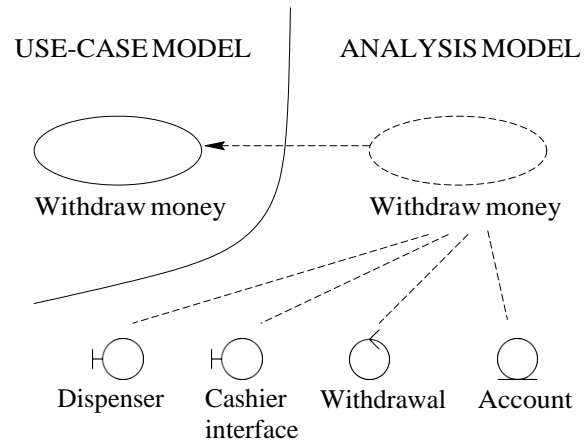 USE-CASE MODEL
ANALYSIS MODEL
Withdraw money
Withdraw money
Dispenser
Cashier
interface
Withdrawal
Account